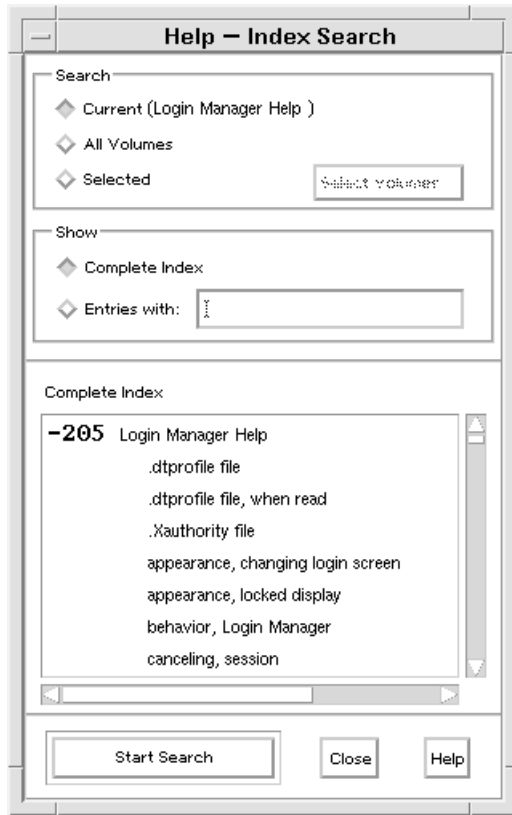 Help – Index Search
Search
Current (Login Manager Help )
All Volumes
Selected
Select Volumes
Show
Complete Index
Entries with:
Complete Index
-205 Login Manager Help
.dtprofile file
.dtprofile file, when read
.Xauthority file
appearance, changing login screen
appearance, locked display
behavior, Login Manager
canceling, session
Start Search
Close
Help